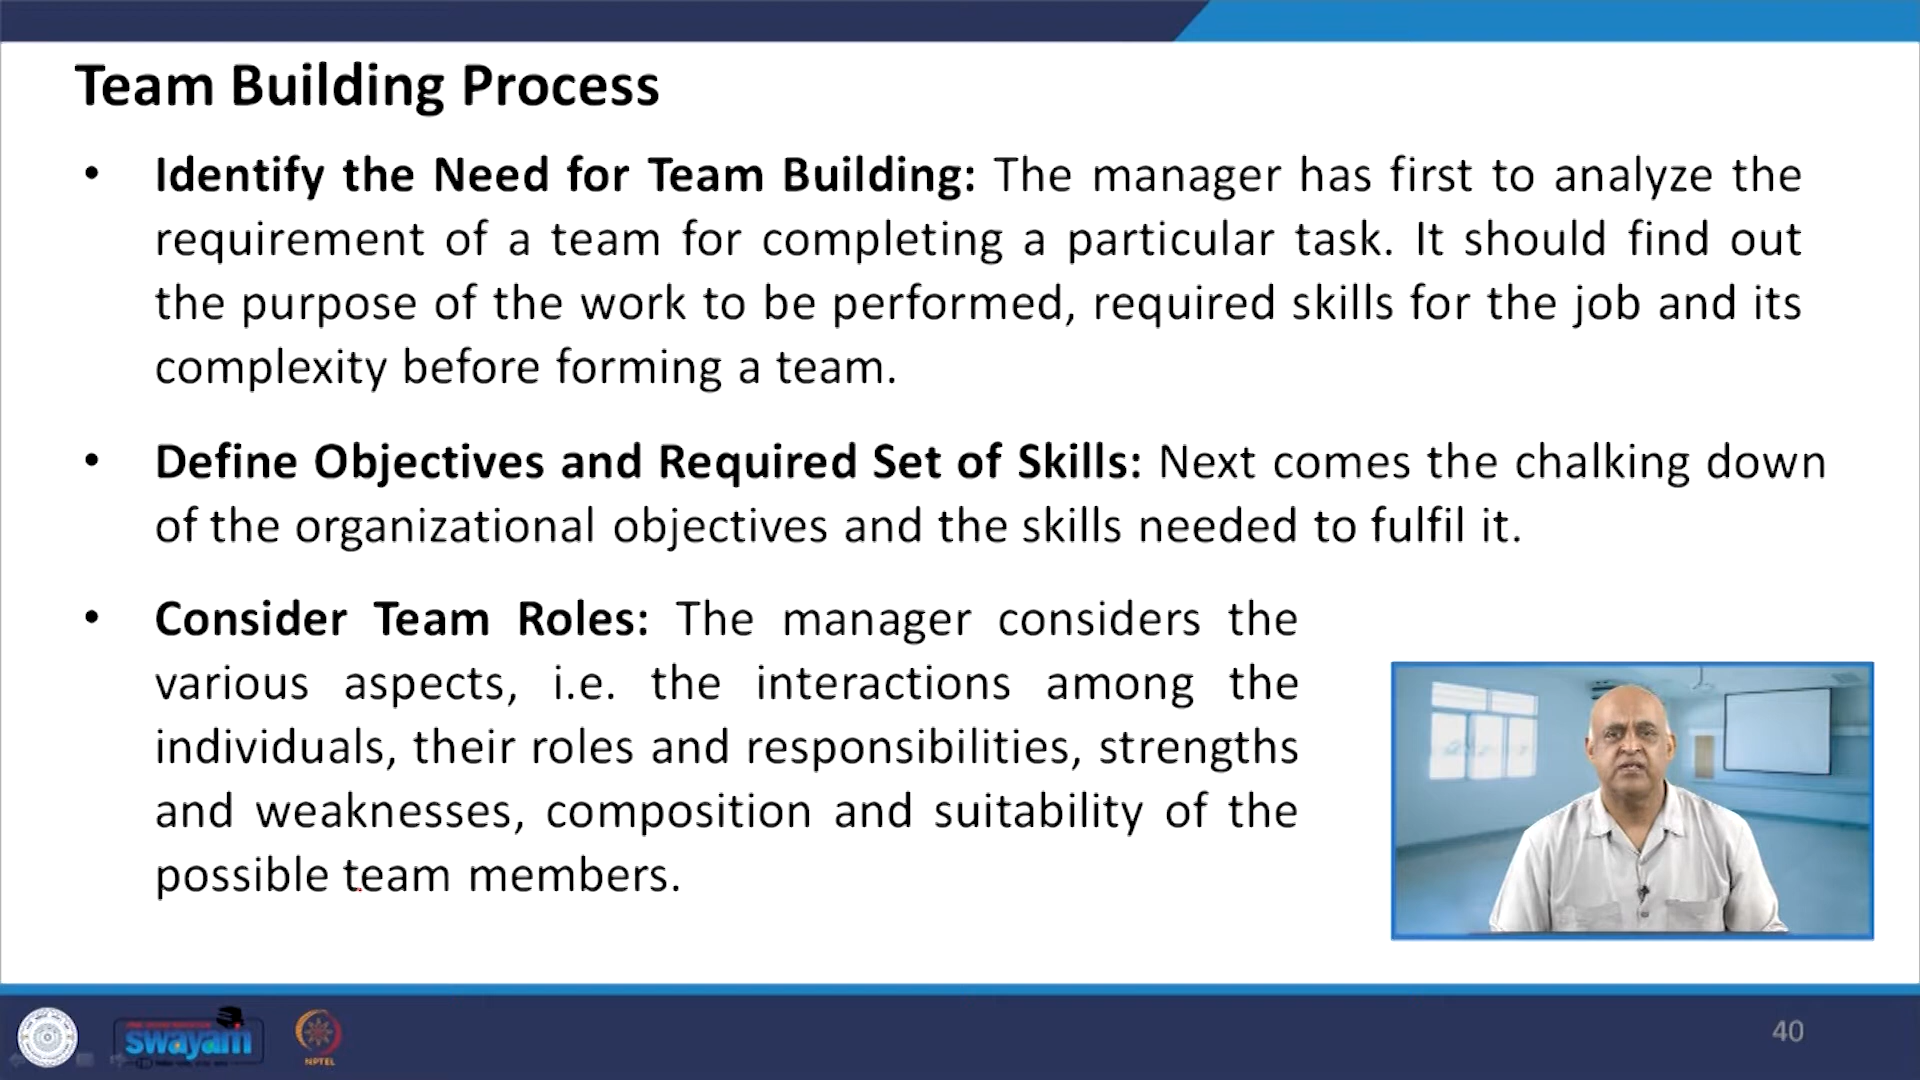 Team Building Process
• Identify the Need for Team Building: The manager has first to analyze the
requirement of a team for completing a particular task. It should find out
the purpose of the work to be performed, required skills for the job and its
complexity before forming a team.
• Define Objectives and Required Set of Skills: Next comes the chalking down
of the organizational objectives and the skills needed to fulfil it.
• Consider Team Roles: The manager considers the
various aspects, i.e. the interactions among the
individuals, their roles and responsibilities, strengths
and weaknesses, composition and suitability of the
possible team members.
swayam
NPTEL
40